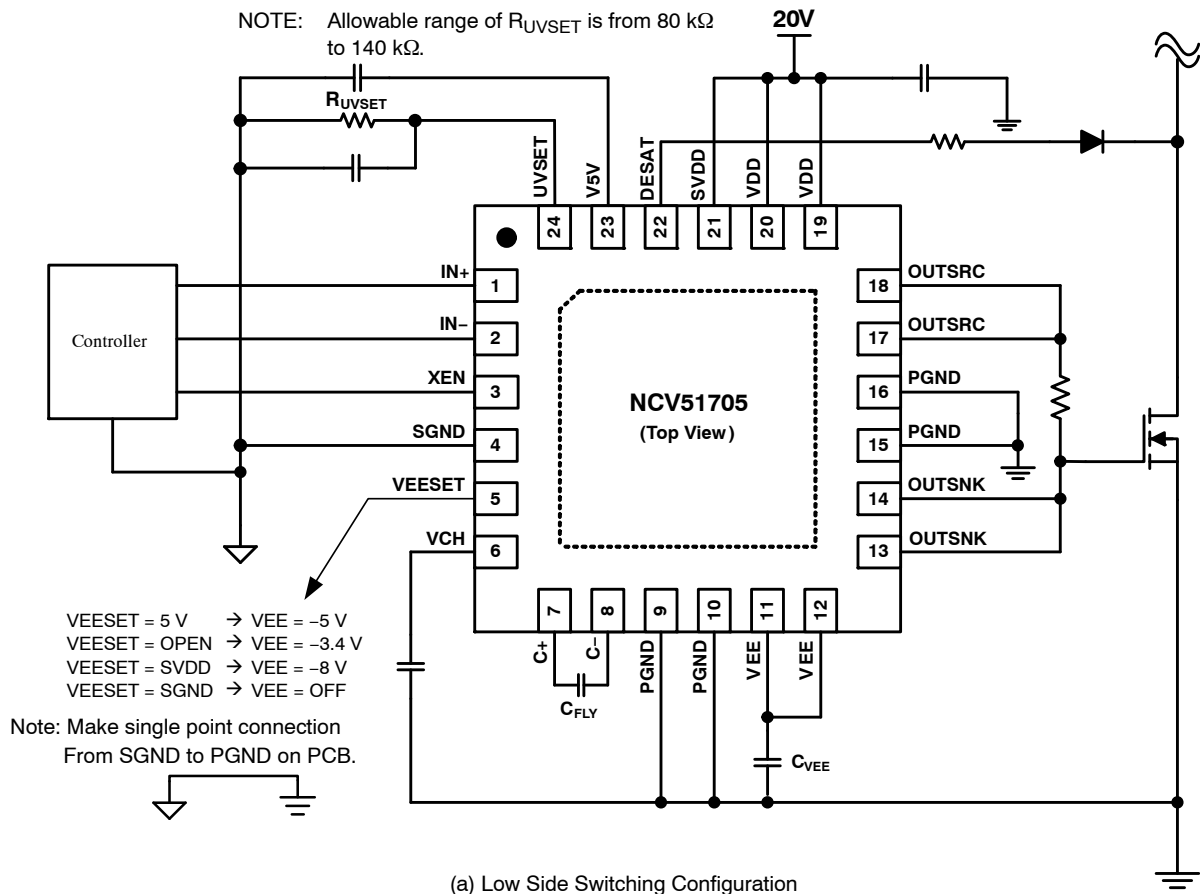 NOTE: Allowable range of RUVSET is from 80 kΩ
to 140 kΩ.
20V
RUVSET
UVSET
V5V
DESAT
SVDD
VDD
VDD
24
23
22
21
20
19
Controller
IN+
1
IN−
2
XEN
3
SGND
4
VEESET
5
VCH
6
NCV51705
(Top View)
18
OUTSRC
17
OUTSRC
16
PGND
15
PGND
14
OUTSNK
13
OUTSNK
7
8
9
10
11
12
C+
C−
PGND
PGND
VEE
VEE
CFLY
CVEE
VEESET = 5 V → VEE = −5 V
VEESET = OPEN → VEE = −3.4 V
VEESET = SVDD → VEE = −8 V
VEESET = SGND → VEE = OFF
Note: Make single point connection
From SGND to PGND on PCB.
(a) Low Side Switching Configuration